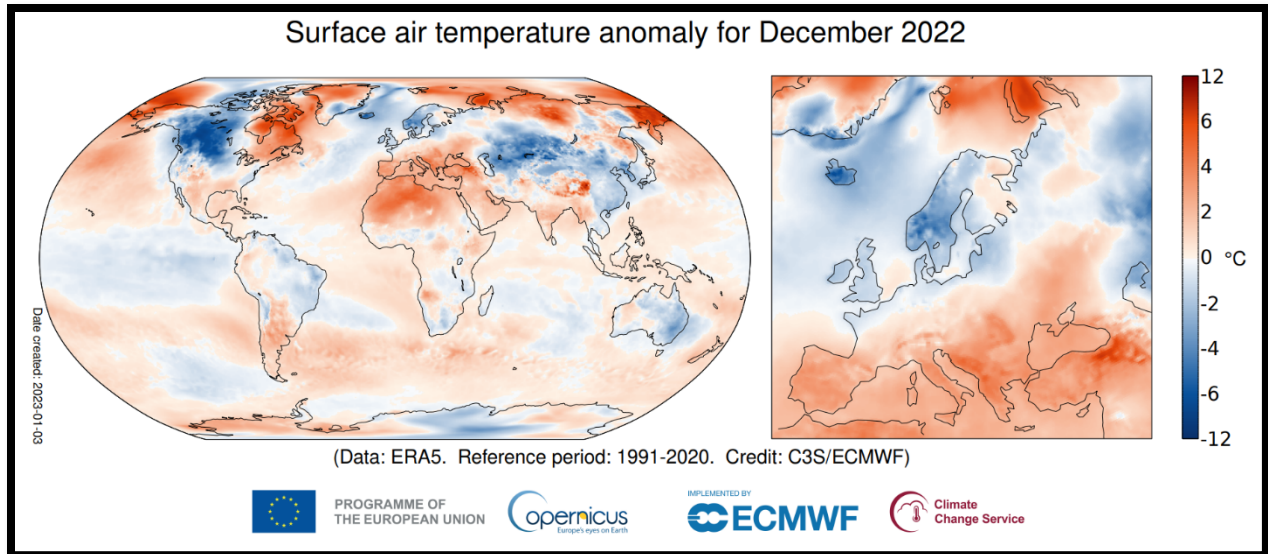 Surface air temperature anomaly for December 2022
12
6
4
2
0
-2
-4
-6
-12
°C
Date created: 2023-01-03
(Data: ERA5. Reference period: 1991-2020. Credit: C3S/ECMWF)
PROGRAMME OF
THE EUROPEAN UNION
opernicus
Europe's eyes on Earth
IMPLEMENTED BY
ECMWF
Climate
Change Service